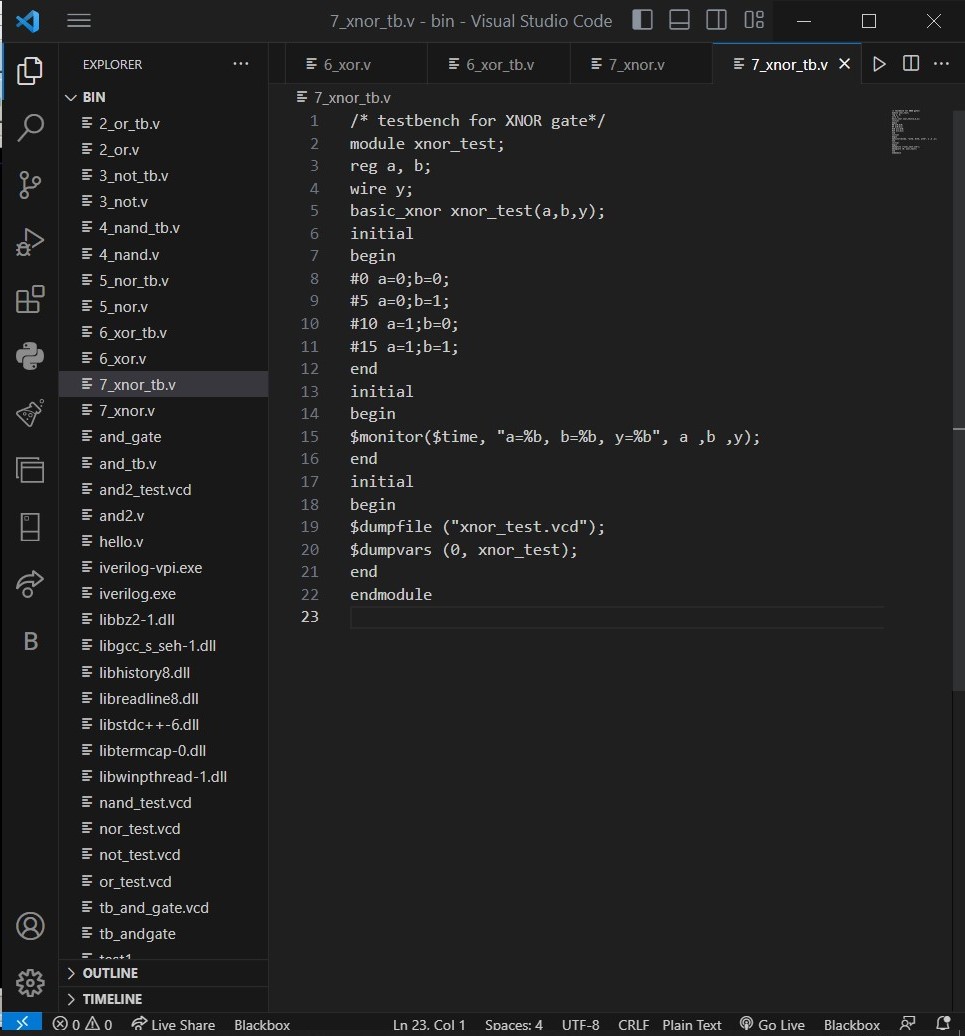 7_xnor_tb.v - bin - Visual Studio Code
EXPLORER
BIN
2_or_tb.v
2_or.v
3_not_tb.v
3_not.v
4_nand_tb.v
4_nand.v
5_nor_tb.v
5_nor.v
6_xor_tb.v
6_xor.v
7_xnor_tb.v
7_xnor.v
and_gate
and_tb.v
and2_test.vcd
and2.v
hello.v
iverilog-vpi.exe
iverilog.exe
libbz2-1.dll
libgcc_s_seh-1.dll
libhistory8.dll
libreadline8.dll
libstdc++-6.dll
libtermcap-0.dll
libwinpthread-1.dll
nand_test.vcd
nor_test.vcd
not_test.vcd
or_test.vcd
tb_and_gate.vcd
tb_andgate
test1
OUTLINE
TIMELINE
B
6_xor.v 6_xor_tb.v 7_xnor.v 7_xnor_tb.v
7_xnor_tb.v
1 /* testbench for XNOR gate*/
2 module xnor_test;
3 reg a, b;
4 wire y;
5 basic_xnor xnor_test(a,b,y);
6 initial
7 begin
8 #0 a=0;b=0;
9 #5 a=0;b=1;
10 #10 a=1;b=0;
11 #15 a=1;b=1;
12 end
13 initial
14 begin
15 $monitor($time, "a=%b, b=%b, y=%b", a ,b ,y);
16 end
17 initial
18 begin
19 $dumpfile ("xnor_test.vcd");
20 $dumpvars (0, xnor_test);
21 end
22 endmodule
23
0 0 Live Share Blackbox Ln 23, Col 1 Spaces: 4 UTF-8 CRLF Plain Text Go Live Blackbox